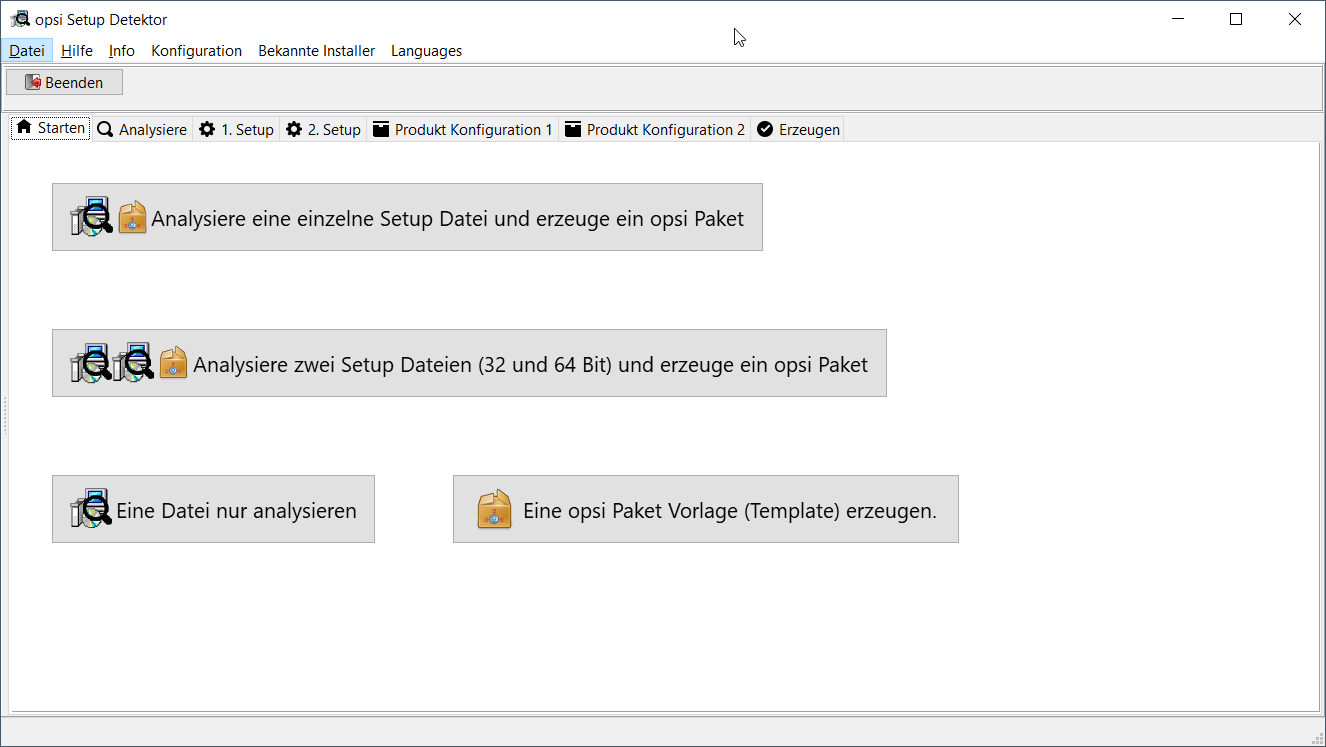 opsi Setup Detektor
Datei Hilfe Info Konfiguration Bekannte Installer Languages
Beenden
Starten Analysiere 1. Setup 2. Setup Produkt Konfiguration 1 Produkt Konfiguration 2 Erzeugen
Analysiere eine einzelne Setup Datei und erzeuge ein opsi Paket
Analysiere zwei Setup Dateien (32 und 64 Bit) und erzeuge ein opsi Paket
Eine Datei nur analysieren Eine opsi Paket Vorlage (Template) erzeugen.